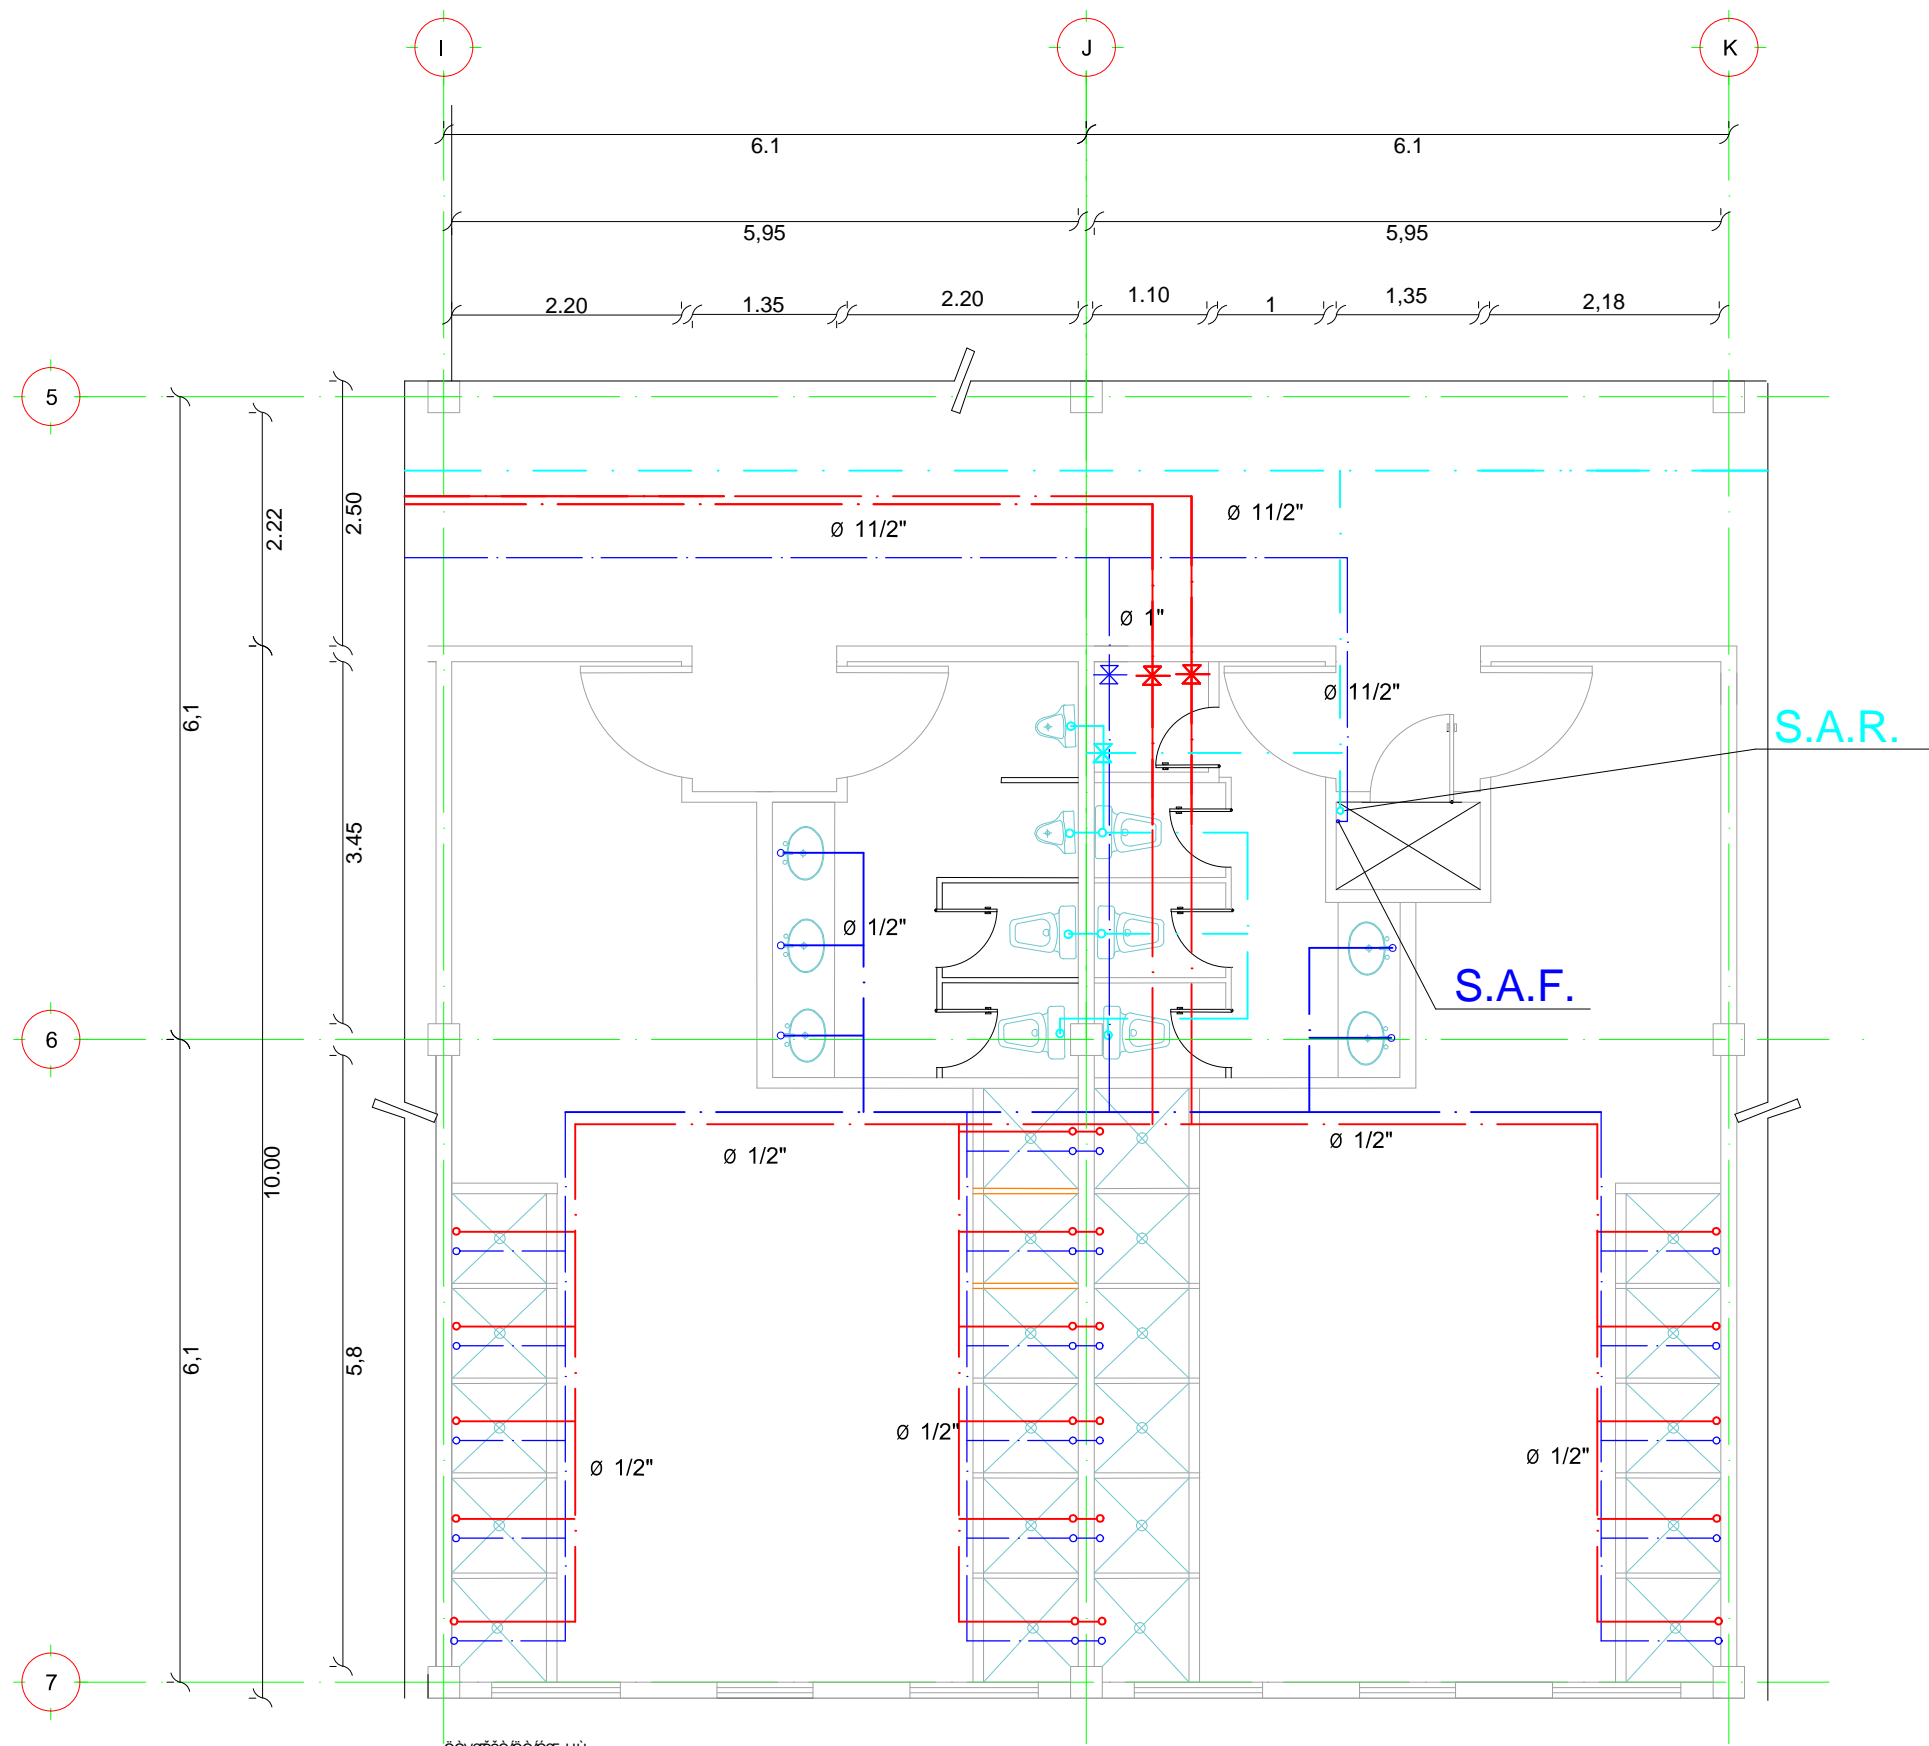 I
J
K
6.1
6.1
5,95
5,95
2.20
1.35
2.20
1.10
1
1,35
2,18
5
2.22
2.50
Ø 11/2"
Ø 11/2"
Ø 1"
Ø 11/2"
6,1
S.A.R.
3.45
Ø 1/2"
S.A.F.
6
10.00
Ø 1/2"
Ø 1/2"
6,1
5,8
Ø 1/2"
Ø 1/2"
Ø 1/2"
7